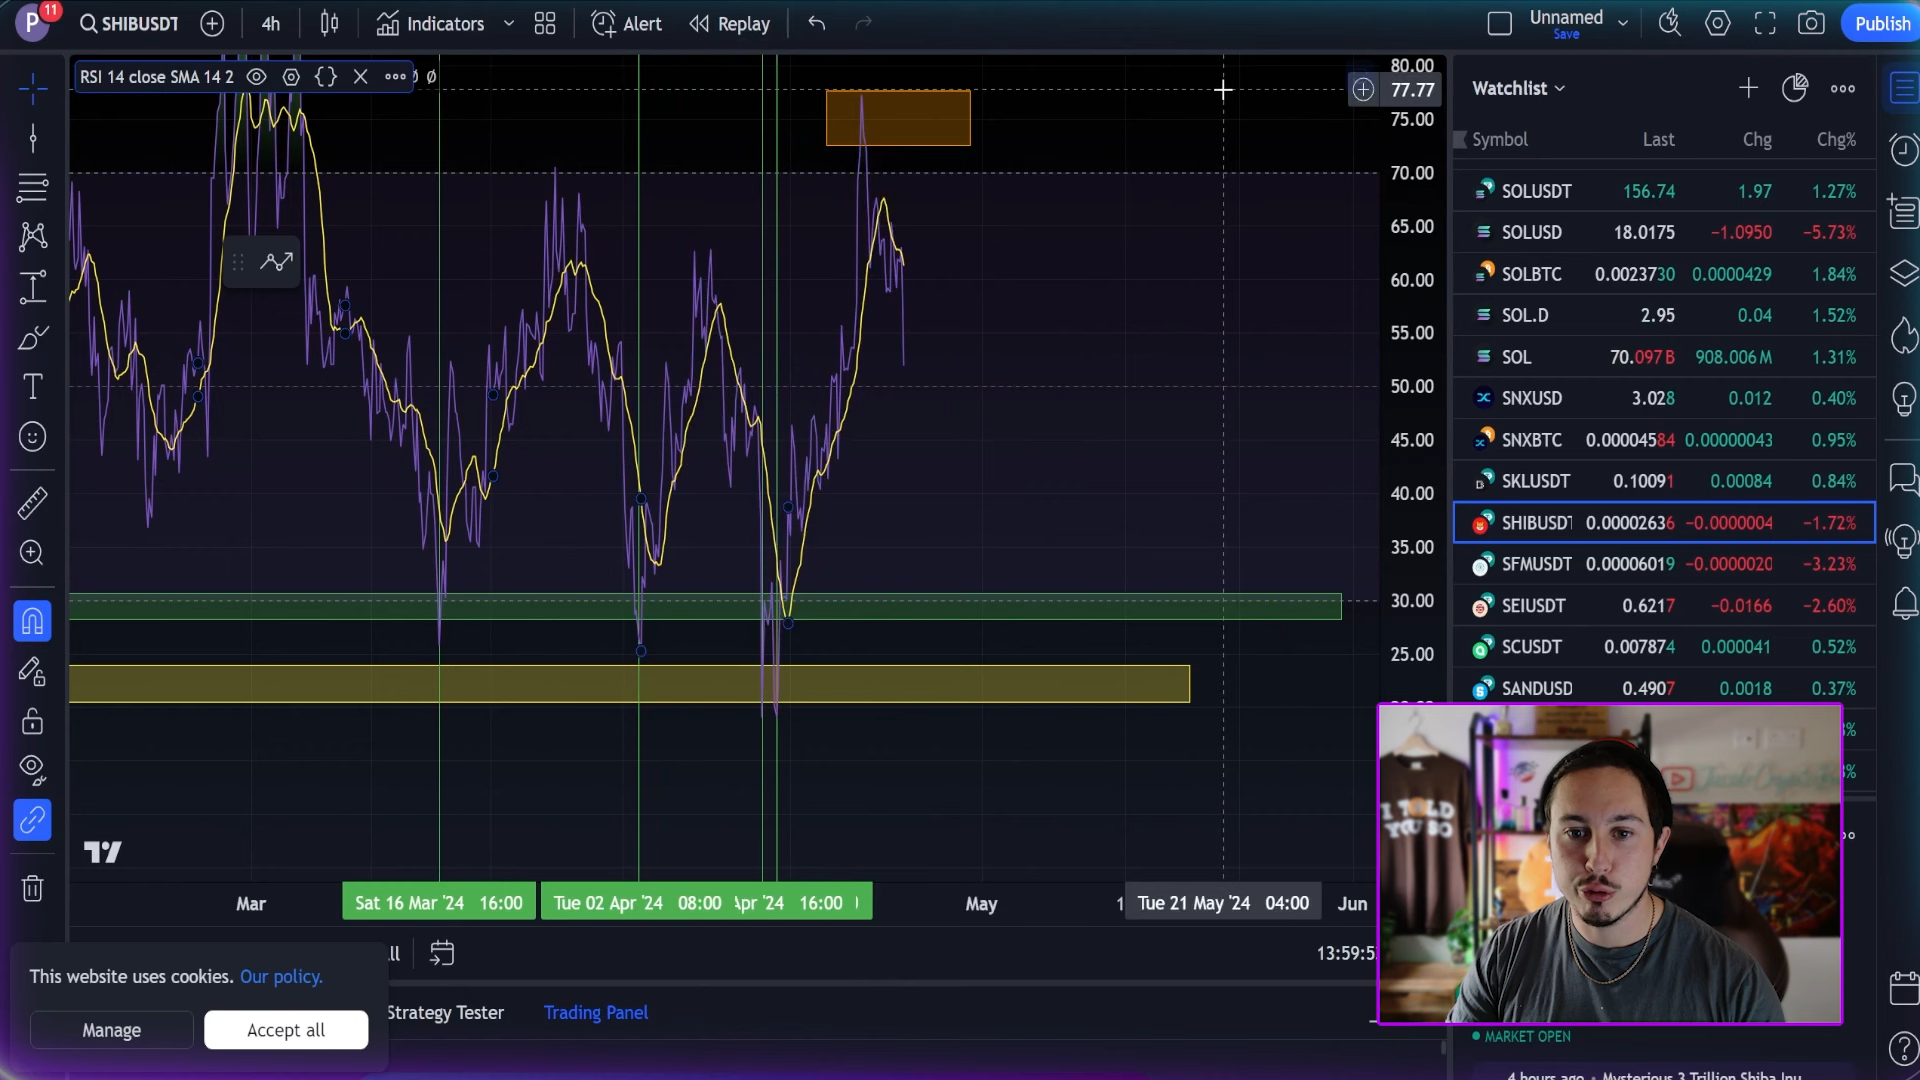 P 11 SHIBUSDT 4h Indicators Alert Replay Unnamed Save Publish
RSI 14 close SMA 14 2 Ø
80.00
77.77
75.00
70.00
65.00
60.00
55.00
50.00
45.00
40.00
35.00
30.00
25.00
Mar Sat 16 Mar '24 16:00 Tue 02 Apr '24 08:00 Apr '24 16:00 May Tue 21 May '24 04:00 Jun
13:59:5
Strategy Tester Trading Panel
This website uses cookies. Our policy.
Manage Accept all
Watchlist
Symbol Last Chg Chg%
SOLUSDT 156.74 1.97 1.27%
SOLUSD 18.0175 −1.0950 −5.73%
SOLBTC 0.0023730 0.0000429 1.84%
SOL.D 2.95 0.04 1.52%
SOL 70.097 B 908.006 M 1.31%
SNXUSD 3.028 0.012 0.40%
SNXBTC 0.00004584 0.00000043 0.95%
SKLUSDT 0.10091 0.00084 0.84%
SHIBUSDT 0.00002636 −0.0000004 −1.72%
SFMUSDT 0.00006019 −0.0000020 −3.23%
SEIUSDT 0.6217 −0.0166 −2.60%
SCUSDT 0.007874 0.000041 0.52%
SANDUSD 0.4907 0.0018 0.37%
I TOLD
YOU SO
MARKET OPEN
4 hours ago • Mysterious 3 Trillion Shiba Inu